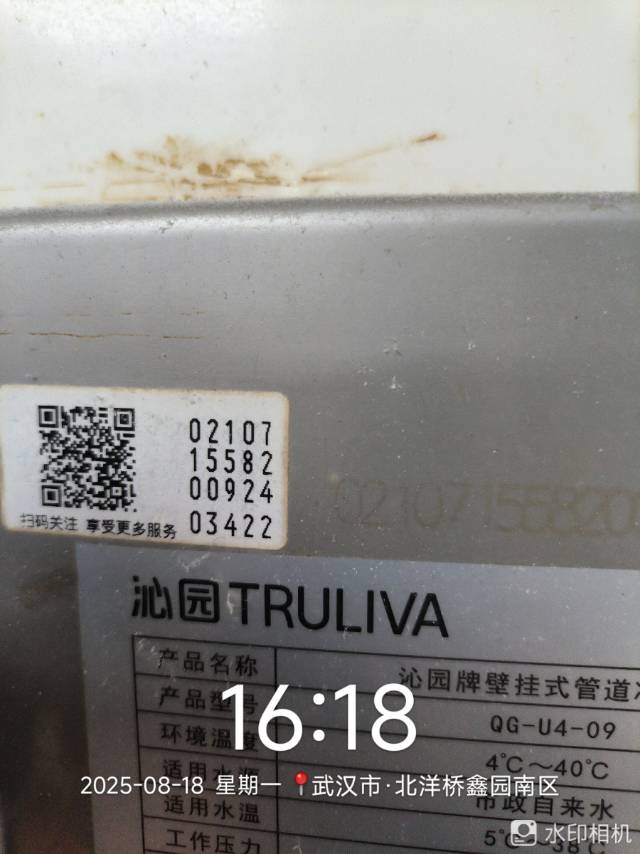 02107
15582
00924
03422
扫码关注 享受更多服务
02107155820
沁园TRULIVA
产品名称 沁园牌壁挂式管道
产品型号 QG-U4-09
环境温度 4℃～40℃
适用水源 市政自来水
适用水温 5℃~38℃
工作压力
16:18
2025-08-18 星期一 武汉市·北洋桥鑫园南区
水印相机